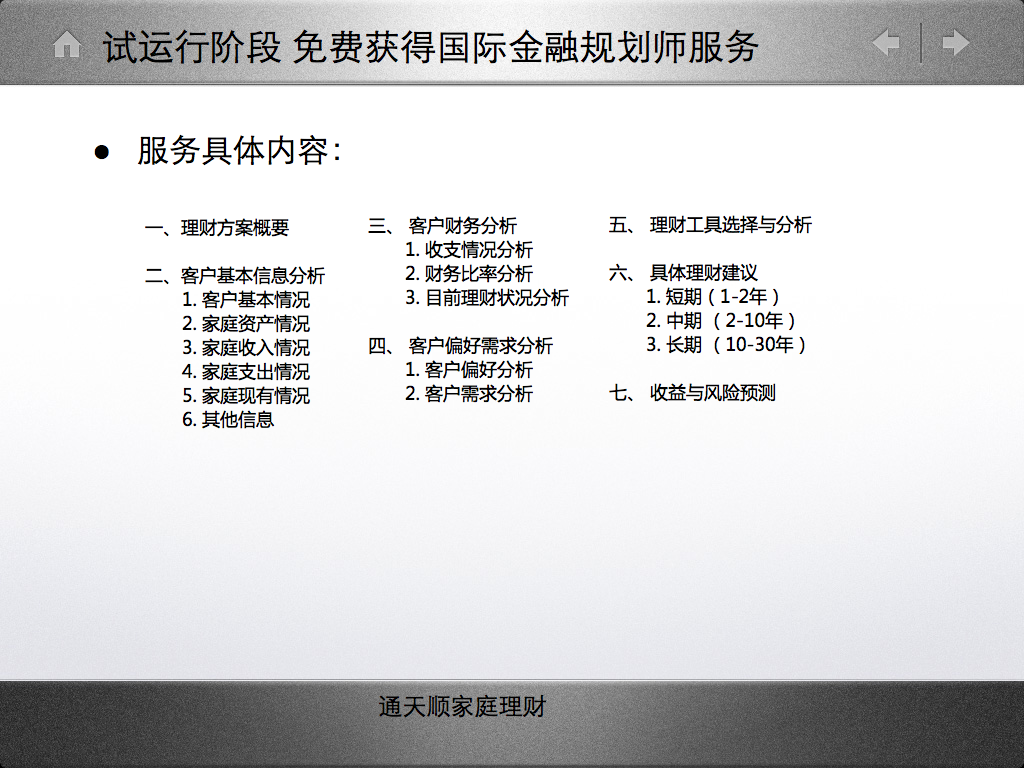 试运行阶段 免费获得国际金融规划师服务
● 服务具体内容：
一、理财方案概要
二、客户基本信息分析
1. 客户基本情况
2. 家庭资产情况
3. 家庭收入情况
4. 家庭支出情况
5. 家庭现有情况
6. 其他信息
三、 客户财务分析
1. 收支情况分析
2. 财务比率分析
3. 目前理财状况分析
四、 客户偏好需求分析
1. 客户偏好分析
2. 客户需求分析
五、 理财工具选择与分析
六、 具体理财建议
1. 短期（1-2年）
2. 中期 （2-10年）
3. 长期 （10-30年）
七、 收益与风险预测
通天顺家庭理财